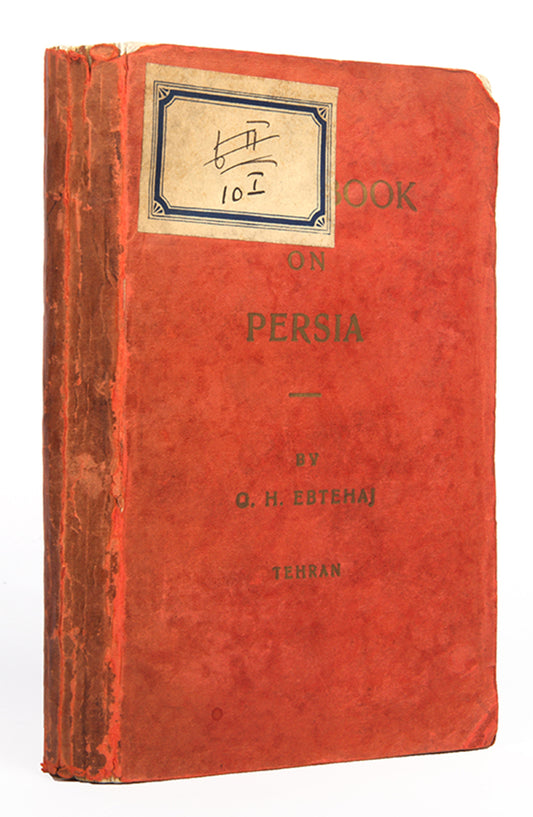 10 I
BOOK
ON
PERSIA
BY
G. H. EBTEHAJ
TEHRAN